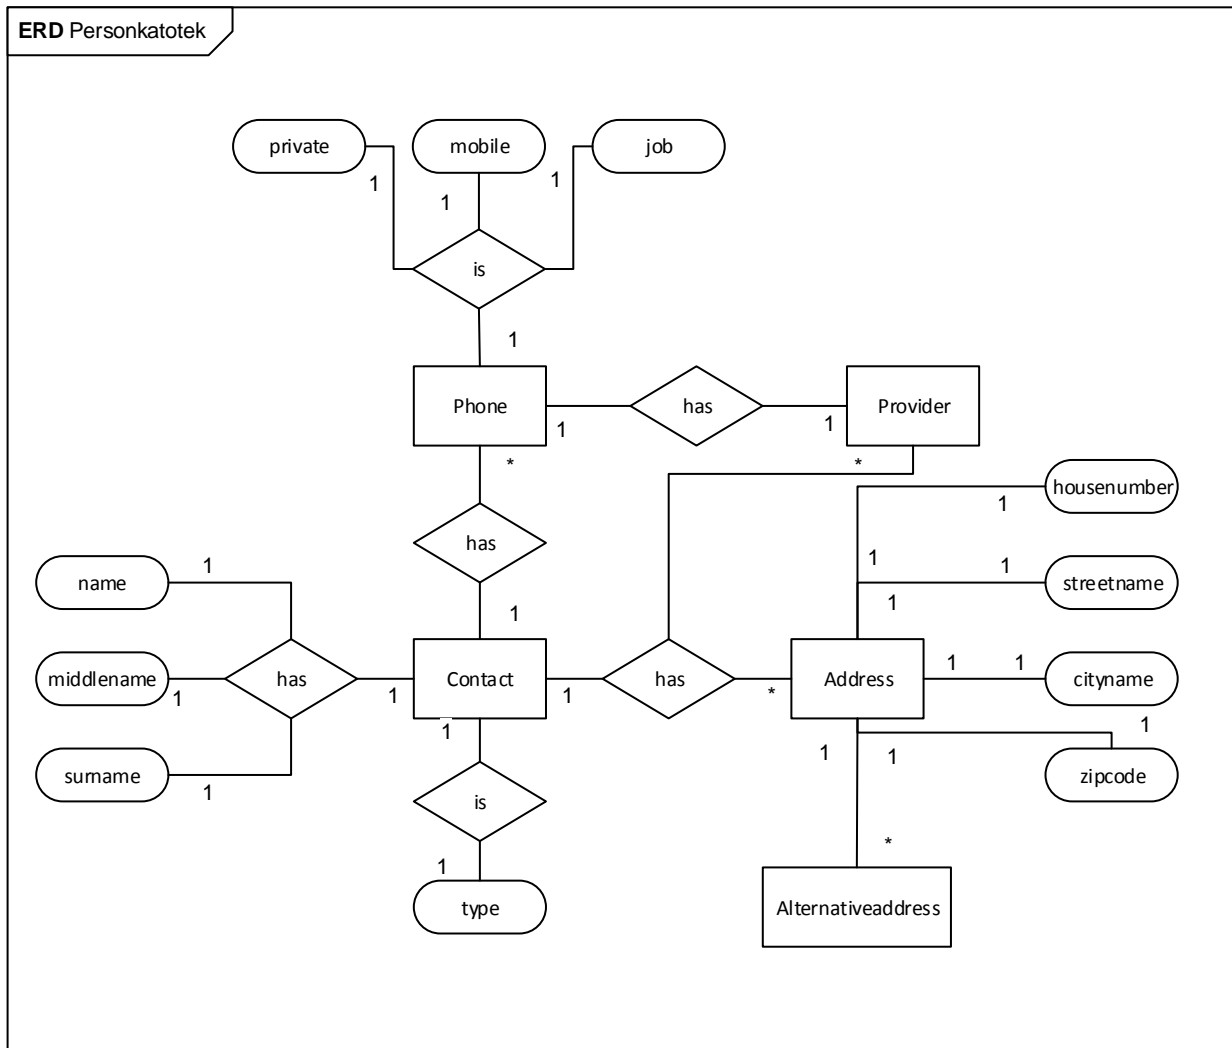 ERD Personkatotek
private
mobile
job
1
1
1
is
1
Phone
has
Provider
1
1
*
*
housenumber
1
has
1
1
streetname
name
1
1
1
middlename
has
Contact
has
Address
cityname
1
1
1
*
1
1
1
surname
1
1
1
1
zipcode
is
1
*
type
Alternativeaddress